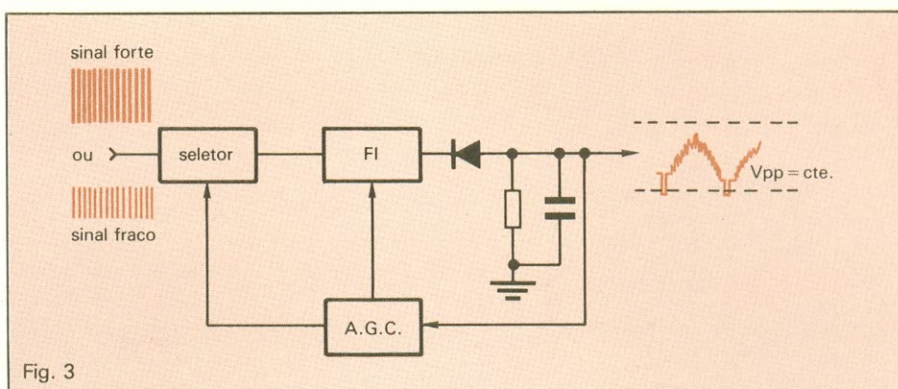 sinal forte
ou
seletor
FI
Vpp = cte.
sinal fraco
A.G.C.
Fig. 3